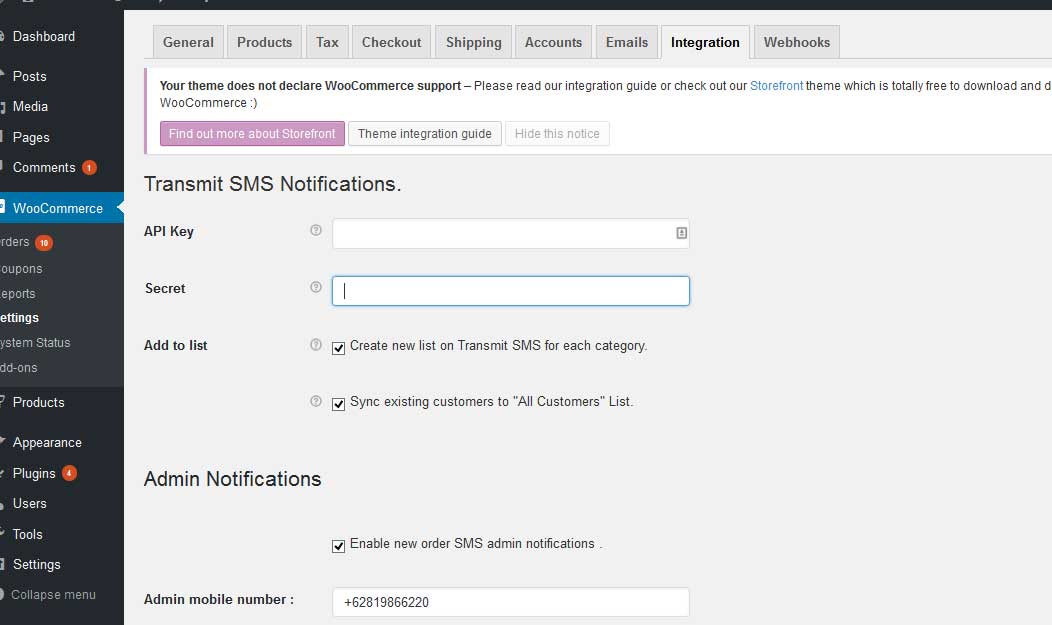 Dashboard
Posts
Media
Pages
Comments 1
WooCommerce
rders 10
oupons
eports
ettings
ystem Status
dd-ons
Products
Appearance
Plugins 4
Users
Tools
Settings
Collapse menu
General Products Tax Checkout Shipping Accounts Emails Integration Webhooks
Your theme does not declare WooCommerce support – Please read our integration guide or check out our Storefront theme which is totally free to download and d
WooCommerce :)
Find out more about Storefront Theme integration guide Hide this notice
Transmit SMS Notifications.
API Key ?
Secret ?
Add to list ? Create new list on Transmit SMS for each category.
? Sync existing customers to "All Customers" List.
Admin Notifications
Enable new order SMS admin notifications .
Admin mobile number : +62819866220